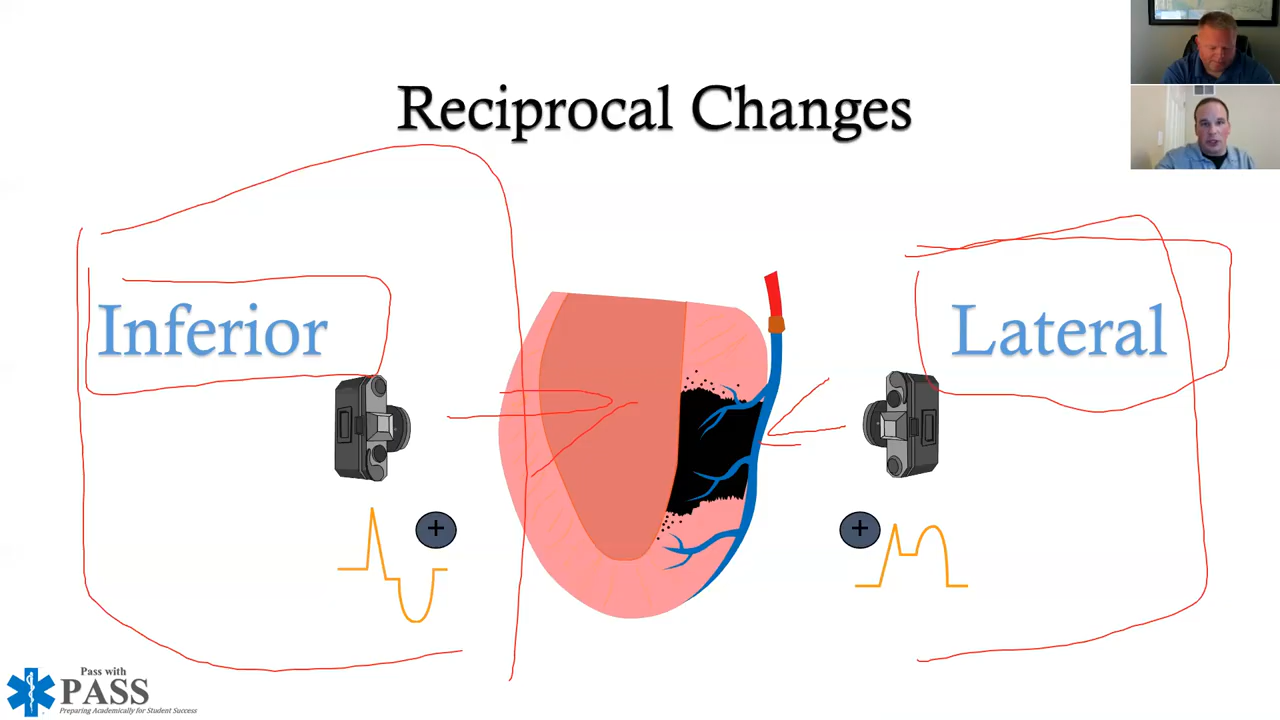 Reciprocal Changes
Inferior
Lateral
+
+
Pass with
PASS
Preparing Academically for Student Success